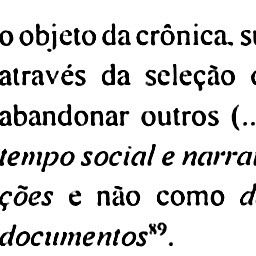 o objeto da crônica, su
através da seleção d
abandonar outros (..
tempo social e narra
ções e não como d
documentos⁸⁹.